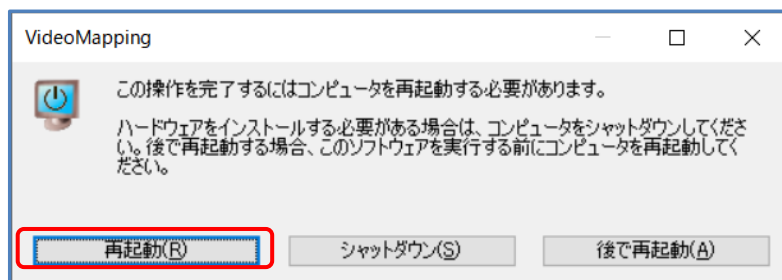 VideoMapping
この操作を完了するにはコンピュータを再起動する必要があります。
ハードウェアをインストールする必要がある場合は、コンピュータをシャットダウンしてくださ
い。後で再起動する場合、このソフトウェアを実行する前にコンピュータを再起動してく
ださい。
再起動(R)
シャットダウン(S)
後で再起動(A)